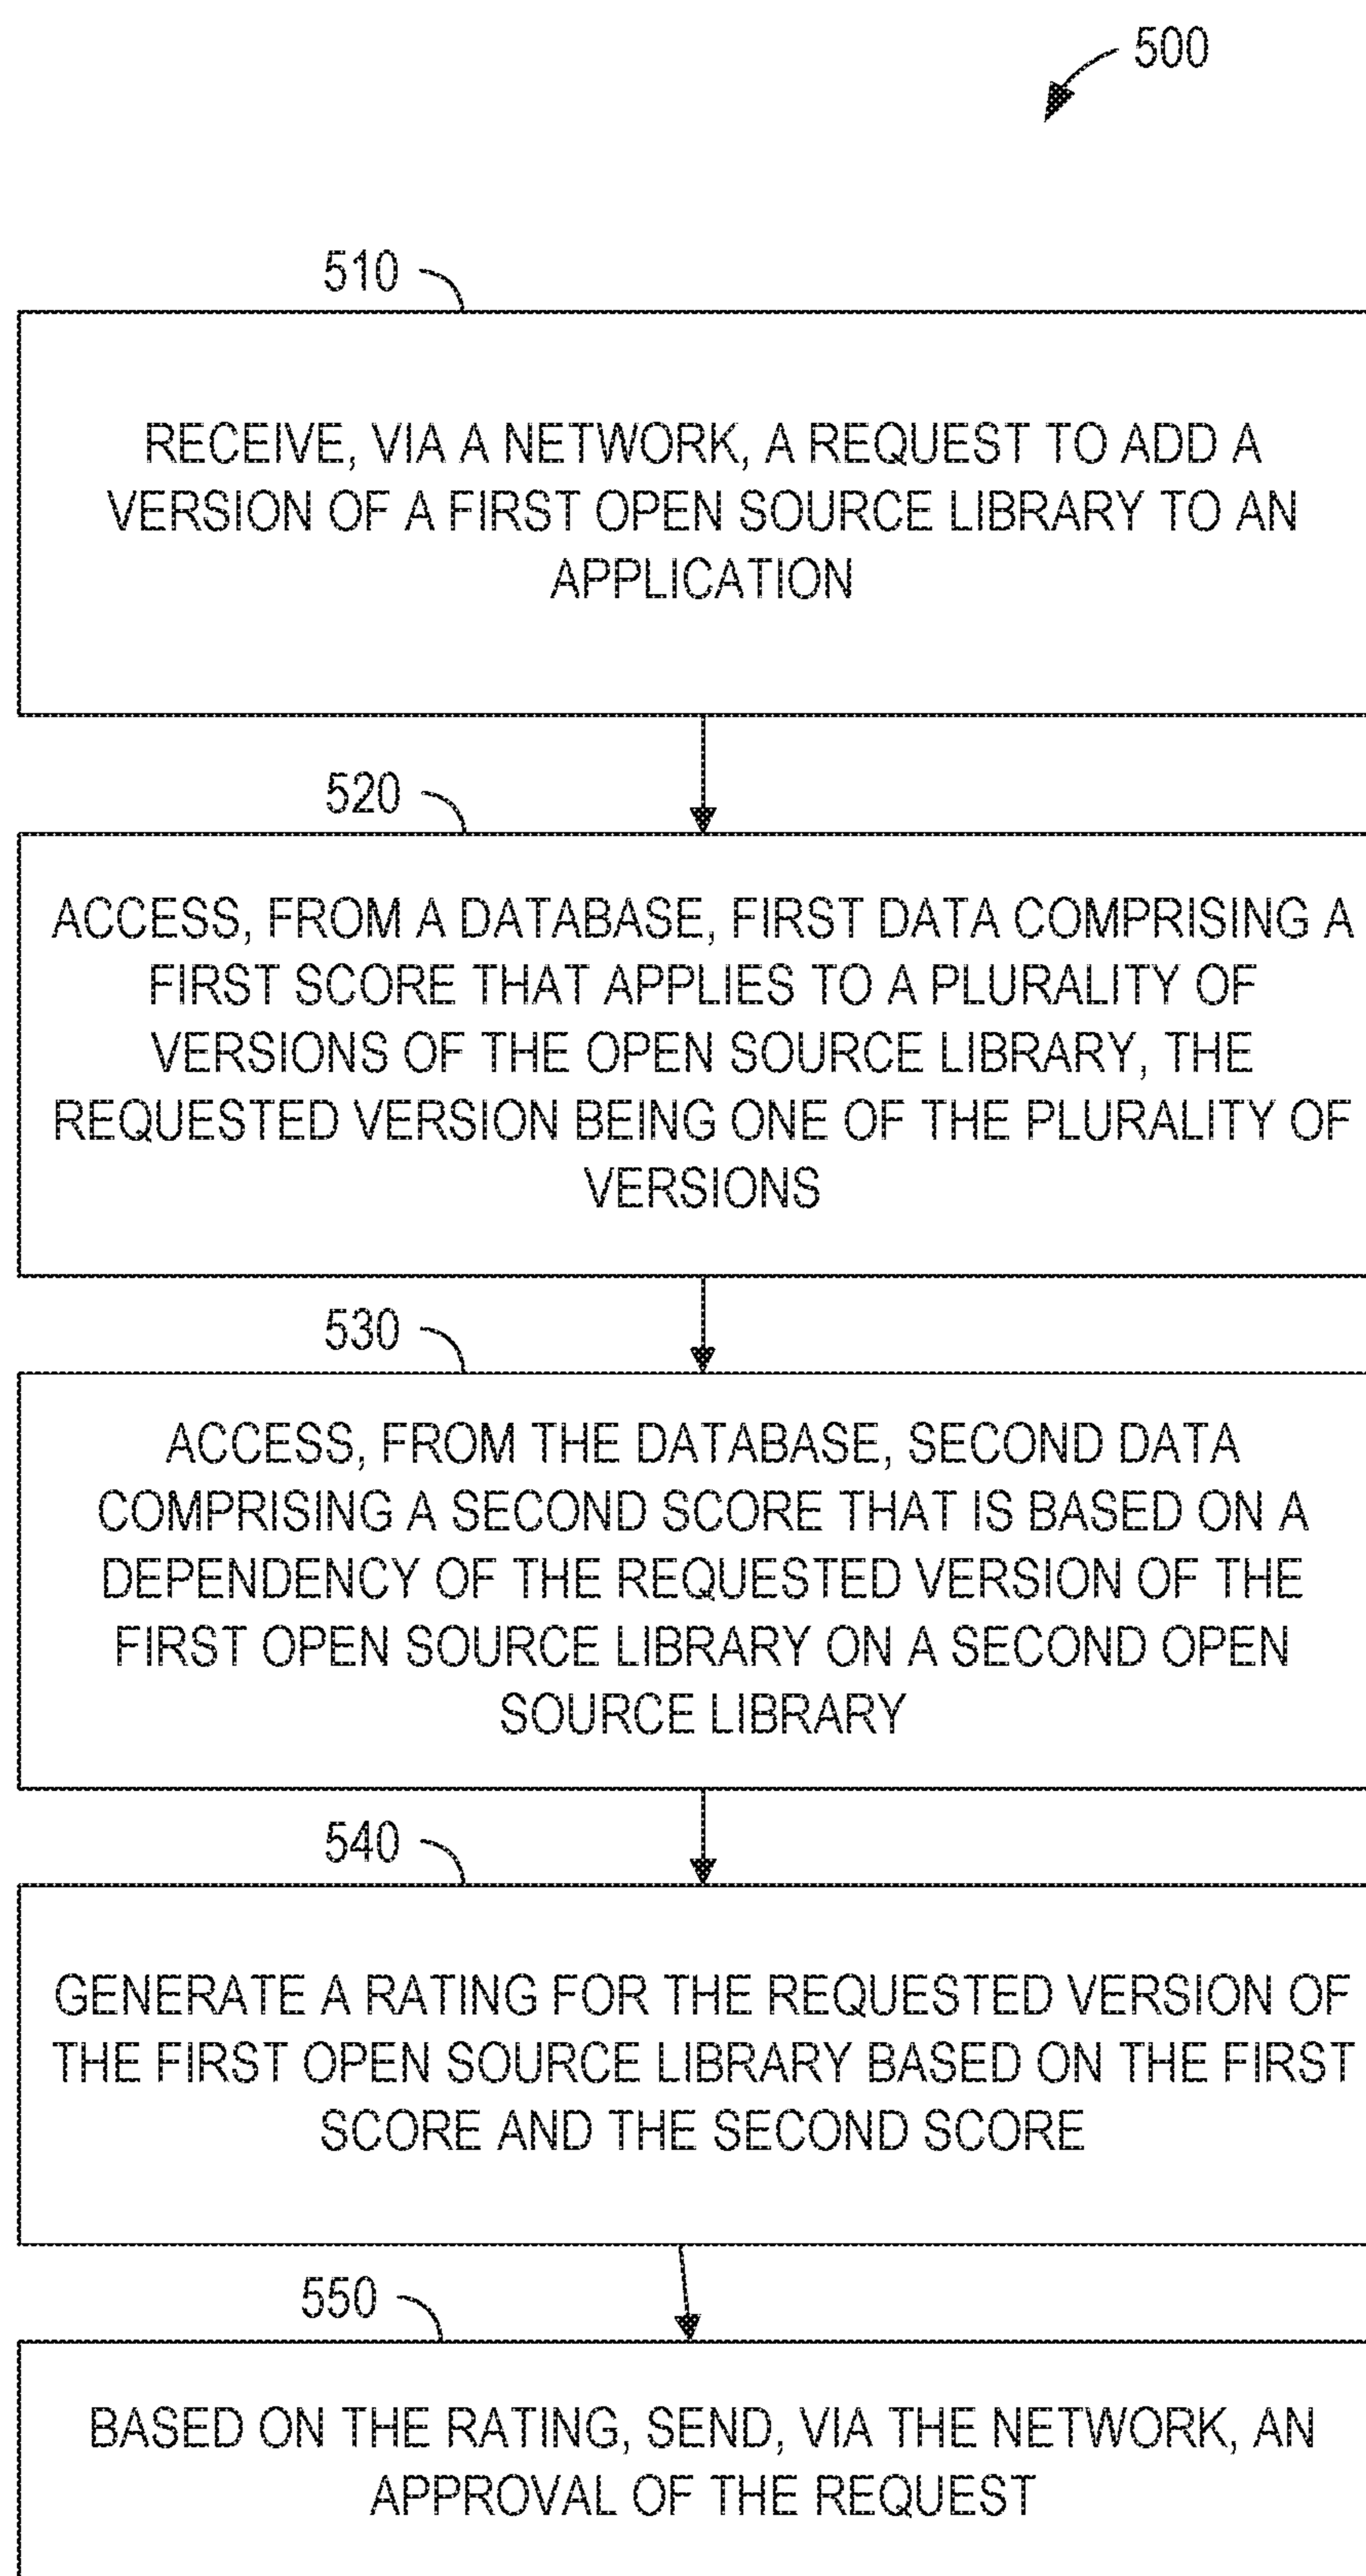 500
510
RECEIVE, VIA A NETWORK, A REQUEST TO ADD A
VERSION OF A FIRST OPEN SOURCE LIBRARY TO AN
APPLICATION
520
ACCESS, FROM A DATABASE, FIRST DATA COMPRISING A
FIRST SCORE THAT APPLIES TO A PLURALITY OF
VERSIONS OF THE OPEN SOURCE LIBRARY, THE
REQUESTED VERSION BEING ONE OF THE PLURALITY OF
VERSIONS
530
ACCESS, FROM THE DATABASE, SECOND DATA
COMPRISING A SECOND SCORE THAT IS BASED ON A
DEPENDENCY OF THE REQUESTED VERSION OF THE
FIRST OPEN SOURCE LIBRARY ON A SECOND OPEN
SOURCE LIBRARY
540
GENERATE A RATING FOR THE REQUESTED VERSION OF
THE FIRST OPEN SOURCE LIBRARY BASED ON THE FIRST
SCORE AND THE SECOND SCORE
550
BASED ON THE RATING, SEND, VIA THE NETWORK, AN
APPROVAL OF THE REQUEST